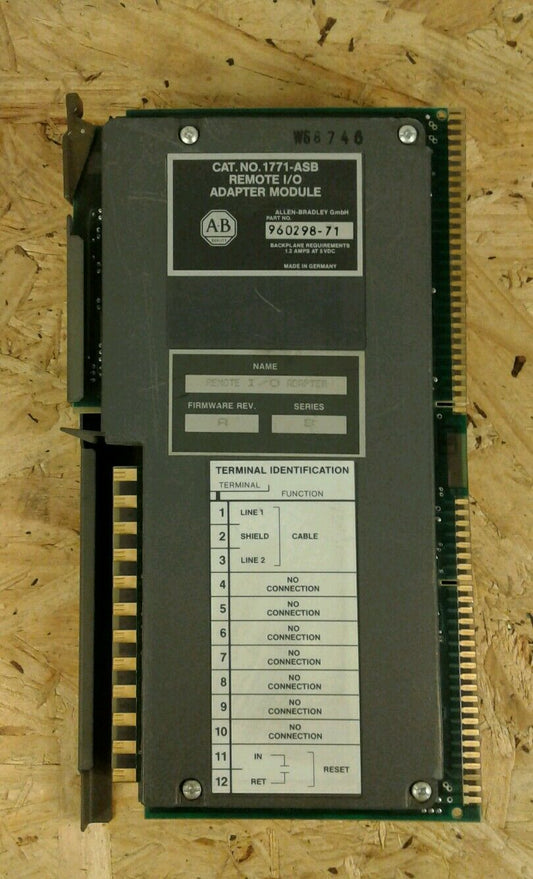 W66746
CAT. NO. 1771-ASB
REMOTE I/O
ADAPTER MODULE
ALLEN-BRADLEY GmbH
PART NO.
A·B
QUALITY
960298-71
BACKPLANE REQUIREMENTS
1.2 AMPS AT 5 VDC
MADE IN GERMANY
NAME
REMOTE I/O ADAPTER
FIRMWARE REV. SERIES
A B
TERMINAL IDENTIFICATION
TERMINAL
FUNCTION
1 LINE 1
2 SHIELD CABLE
3 LINE 2
4 NO CONNECTION
5 NO CONNECTION
6 NO CONNECTION
7 NO CONNECTION
8 NO CONNECTION
9 NO CONNECTION
10 NO CONNECTION
11 IN
RESET
12 RET